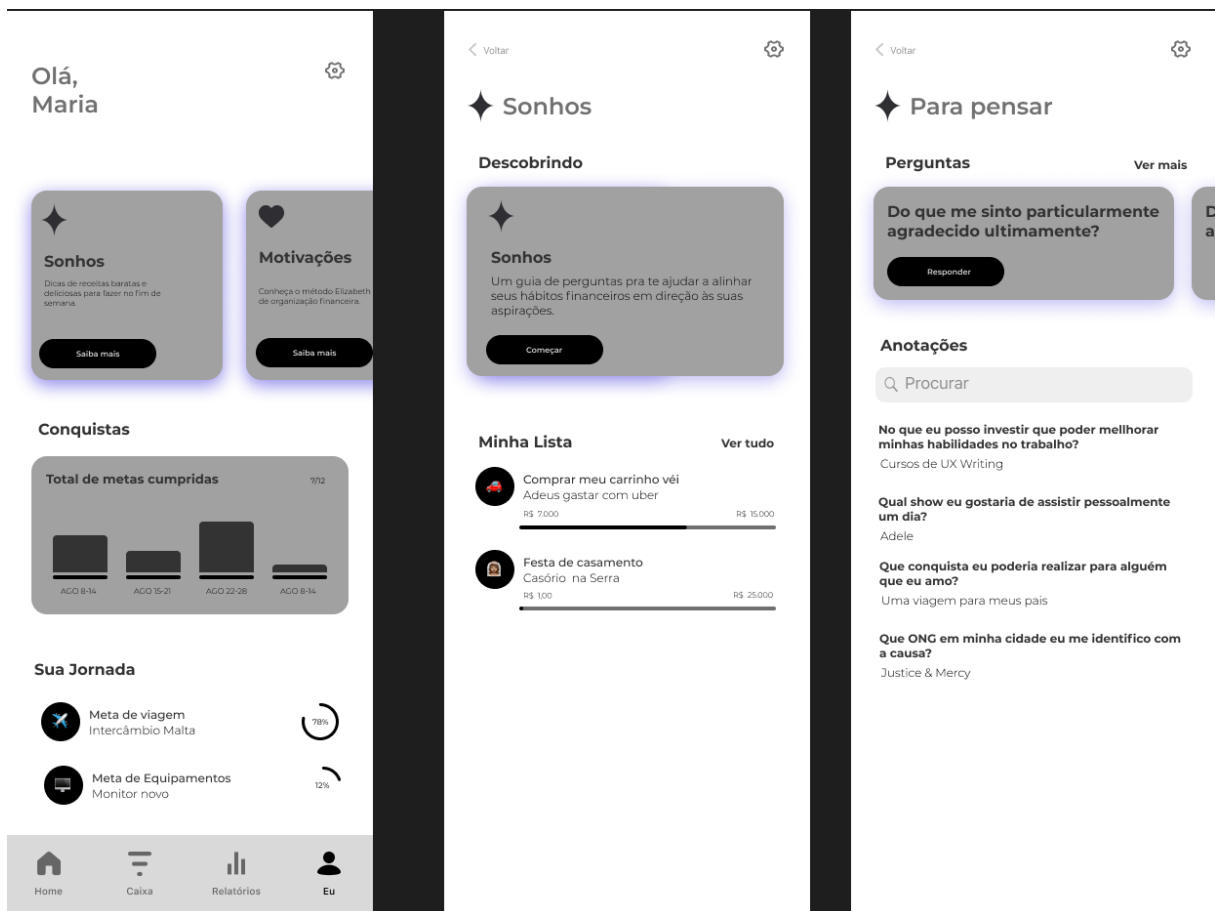 Olá,
Maria
Sonhos
Dicas de receitas baratas e
deliciosas para fazer no fim de
semana.
Saiba mais
Motivações
Conheça o método Elizabeth
de organização financeira.
Saiba mais
Conquistas
Total de metas cumpridas
7/12
AGO 8-14
AGO 15-21
AGO 22-28
AGO 8-14
Sua Jornada
Meta de viagem
Intercâmbio Malta
78%
Meta de Equipamentos
Monitor novo
12%
Home
Caixa
Relatórios
Eu
Voltar
Sonhos
Descobrindo
Sonhos
Um guia de perguntas pra te ajudar a alinhar
seus hábitos financeiros em direção às suas
aspirações.
Começar
Minha Lista
Ver tudo
Comprar meu carrinho véi
Adeus gastar com uber
R$ 7.000
R$ 15.000
Festa de casamento
Casório na Serra
R$ 1,00
R$ 25.000
Voltar
Para pensar
Perguntas
Ver mais
Do que me sinto particularmente
agradecido ultimamente?
Responder
D
a
Anotações
Procurar
No que eu posso investir que poder mellhorar
minhas habilidades no trabalho?
Cursos de UX Writing
Qual show eu gostaria de assistir pessoalmente
um dia?
Adele
Que conquista eu poderia realizar para alguém
que eu amo?
Uma viagem para meus pais
Que ONG em minha cidade eu me identifico com
a causa?
Justice & Mercy